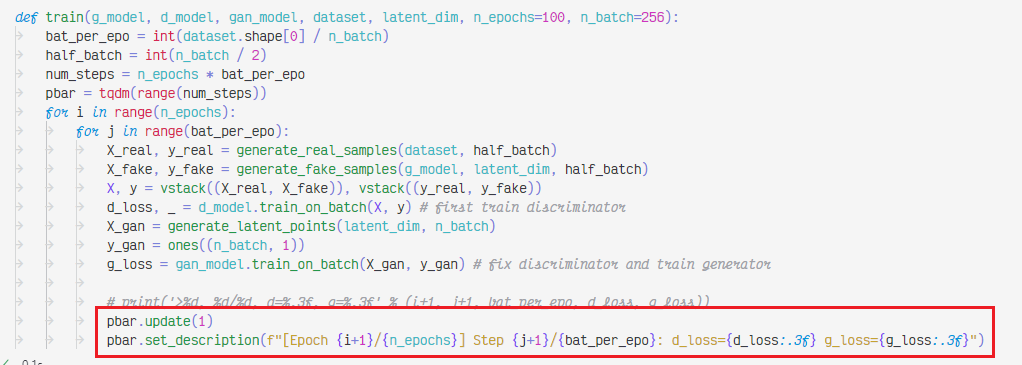 def train(g_model, d_model, gan_model, dataset, latent_dim, n_epochs=100, n_batch=256):
    bat_per_epo = int(dataset.shape[0] / n_batch)
    half_batch = int(n_batch / 2)
    num_steps = n_epochs * bat_per_epo
    pbar = tqdm(range(num_steps))
    for i in range(n_epochs):
        for j in range(bat_per_epo):
            X_real, y_real = generate_real_samples(dataset, half_batch)
            X_fake, y_fake = generate_fake_samples(g_model, latent_dim, half_batch)
            X, y = vstack((X_real, X_fake)), vstack((y_real, y_fake))
            d_loss, _ = d_model.train_on_batch(X, y) # first train discriminator
            X_gan = generate_latent_points(latent_dim, n_batch)
            y_gan = ones((n_batch, 1))
            g_loss = gan_model.train_on_batch(X_gan, y_gan) # fix discriminator and train generator

            # print('>%d, %d/%d, d=%.3f, g=%.3f' % (i+1, j+1, bat_per_epo, d_loss, g_loss))
            pbar.update(1)
            pbar.set_description(f"[Epoch {i+1}/{n_epochs}] Step {j+1}/{bat_per_epo}: d_loss={d_loss:.3f} g_loss={g_loss:.3f}")